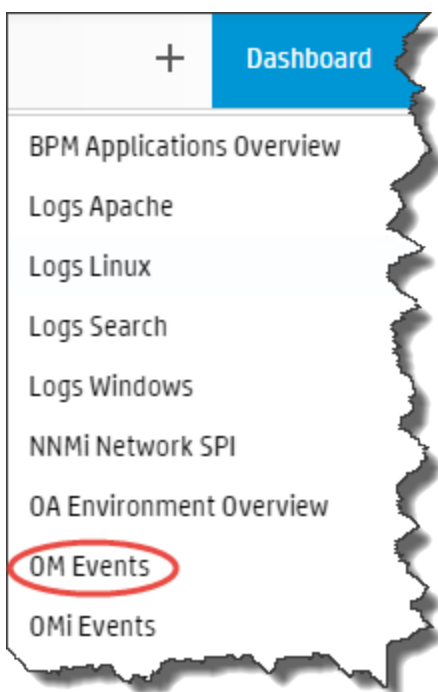 + Dashboard
BPM Applications Overview
Logs Apache
Logs Linux
Logs Search
Logs Windows
NNMi Network SPI
OA Environment Overview
OM Events
OMi Events